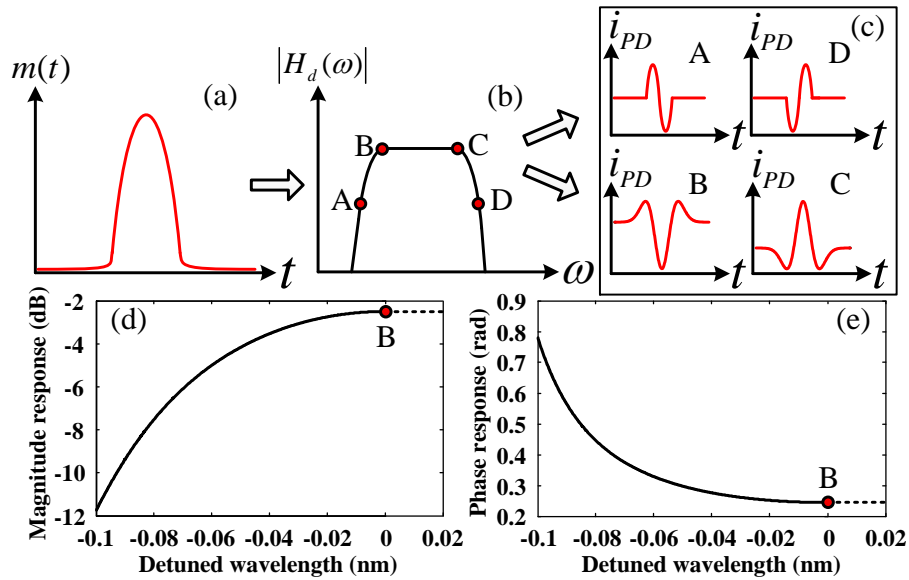 m(t)
(a)
t
|H_d(ω)|
(b)
B
C
A
D
ω
(c)
i_PD
A
t
i_PD
D
t
i_PD
B
t
i_PD
C
t
(d)
Magnitude response (dB)
-2
-4
-6
-8
-10
-12
B
-0.1 -0.08 -0.06 -0.04 -0.02 0 0.02
Detuned wavelength (nm)
(e)
Phase response (rad)
0.9
0.8
0.7
0.6
0.5
0.4
0.3
0.2
B
-0.1 -0.08 -0.06 -0.04 -0.02 0 0.02
Detuned wavelength (nm)